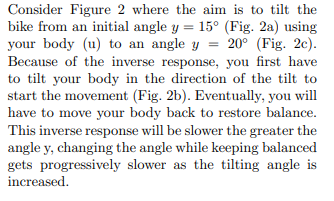 Consider Figure 2 where the aim is to tilt the
bike from an initial angle y = 15° (Fig. 2a) using
your body (u) to an angle y = 20° (Fig. 2c).
Because of the inverse response, you first have
to tilt your body in the direction of the tilt to
start the movement (Fig. 2b). Eventually, you will
have to move your body back to restore balance.
This inverse response will be slower the greater the
angle y, changing the angle while keeping balanced
gets progressively slower as the tilting angle is
increased.